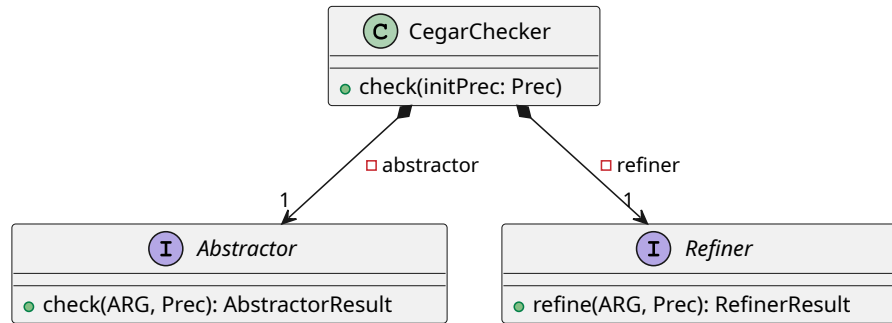 C CegarChecker
check(initPrec: Prec)
abstractor
refiner
1
1
I Abstractor
check(ARG, Prec): AbstractorResult
I Refiner
refine(ARG, Prec): RefinerResult